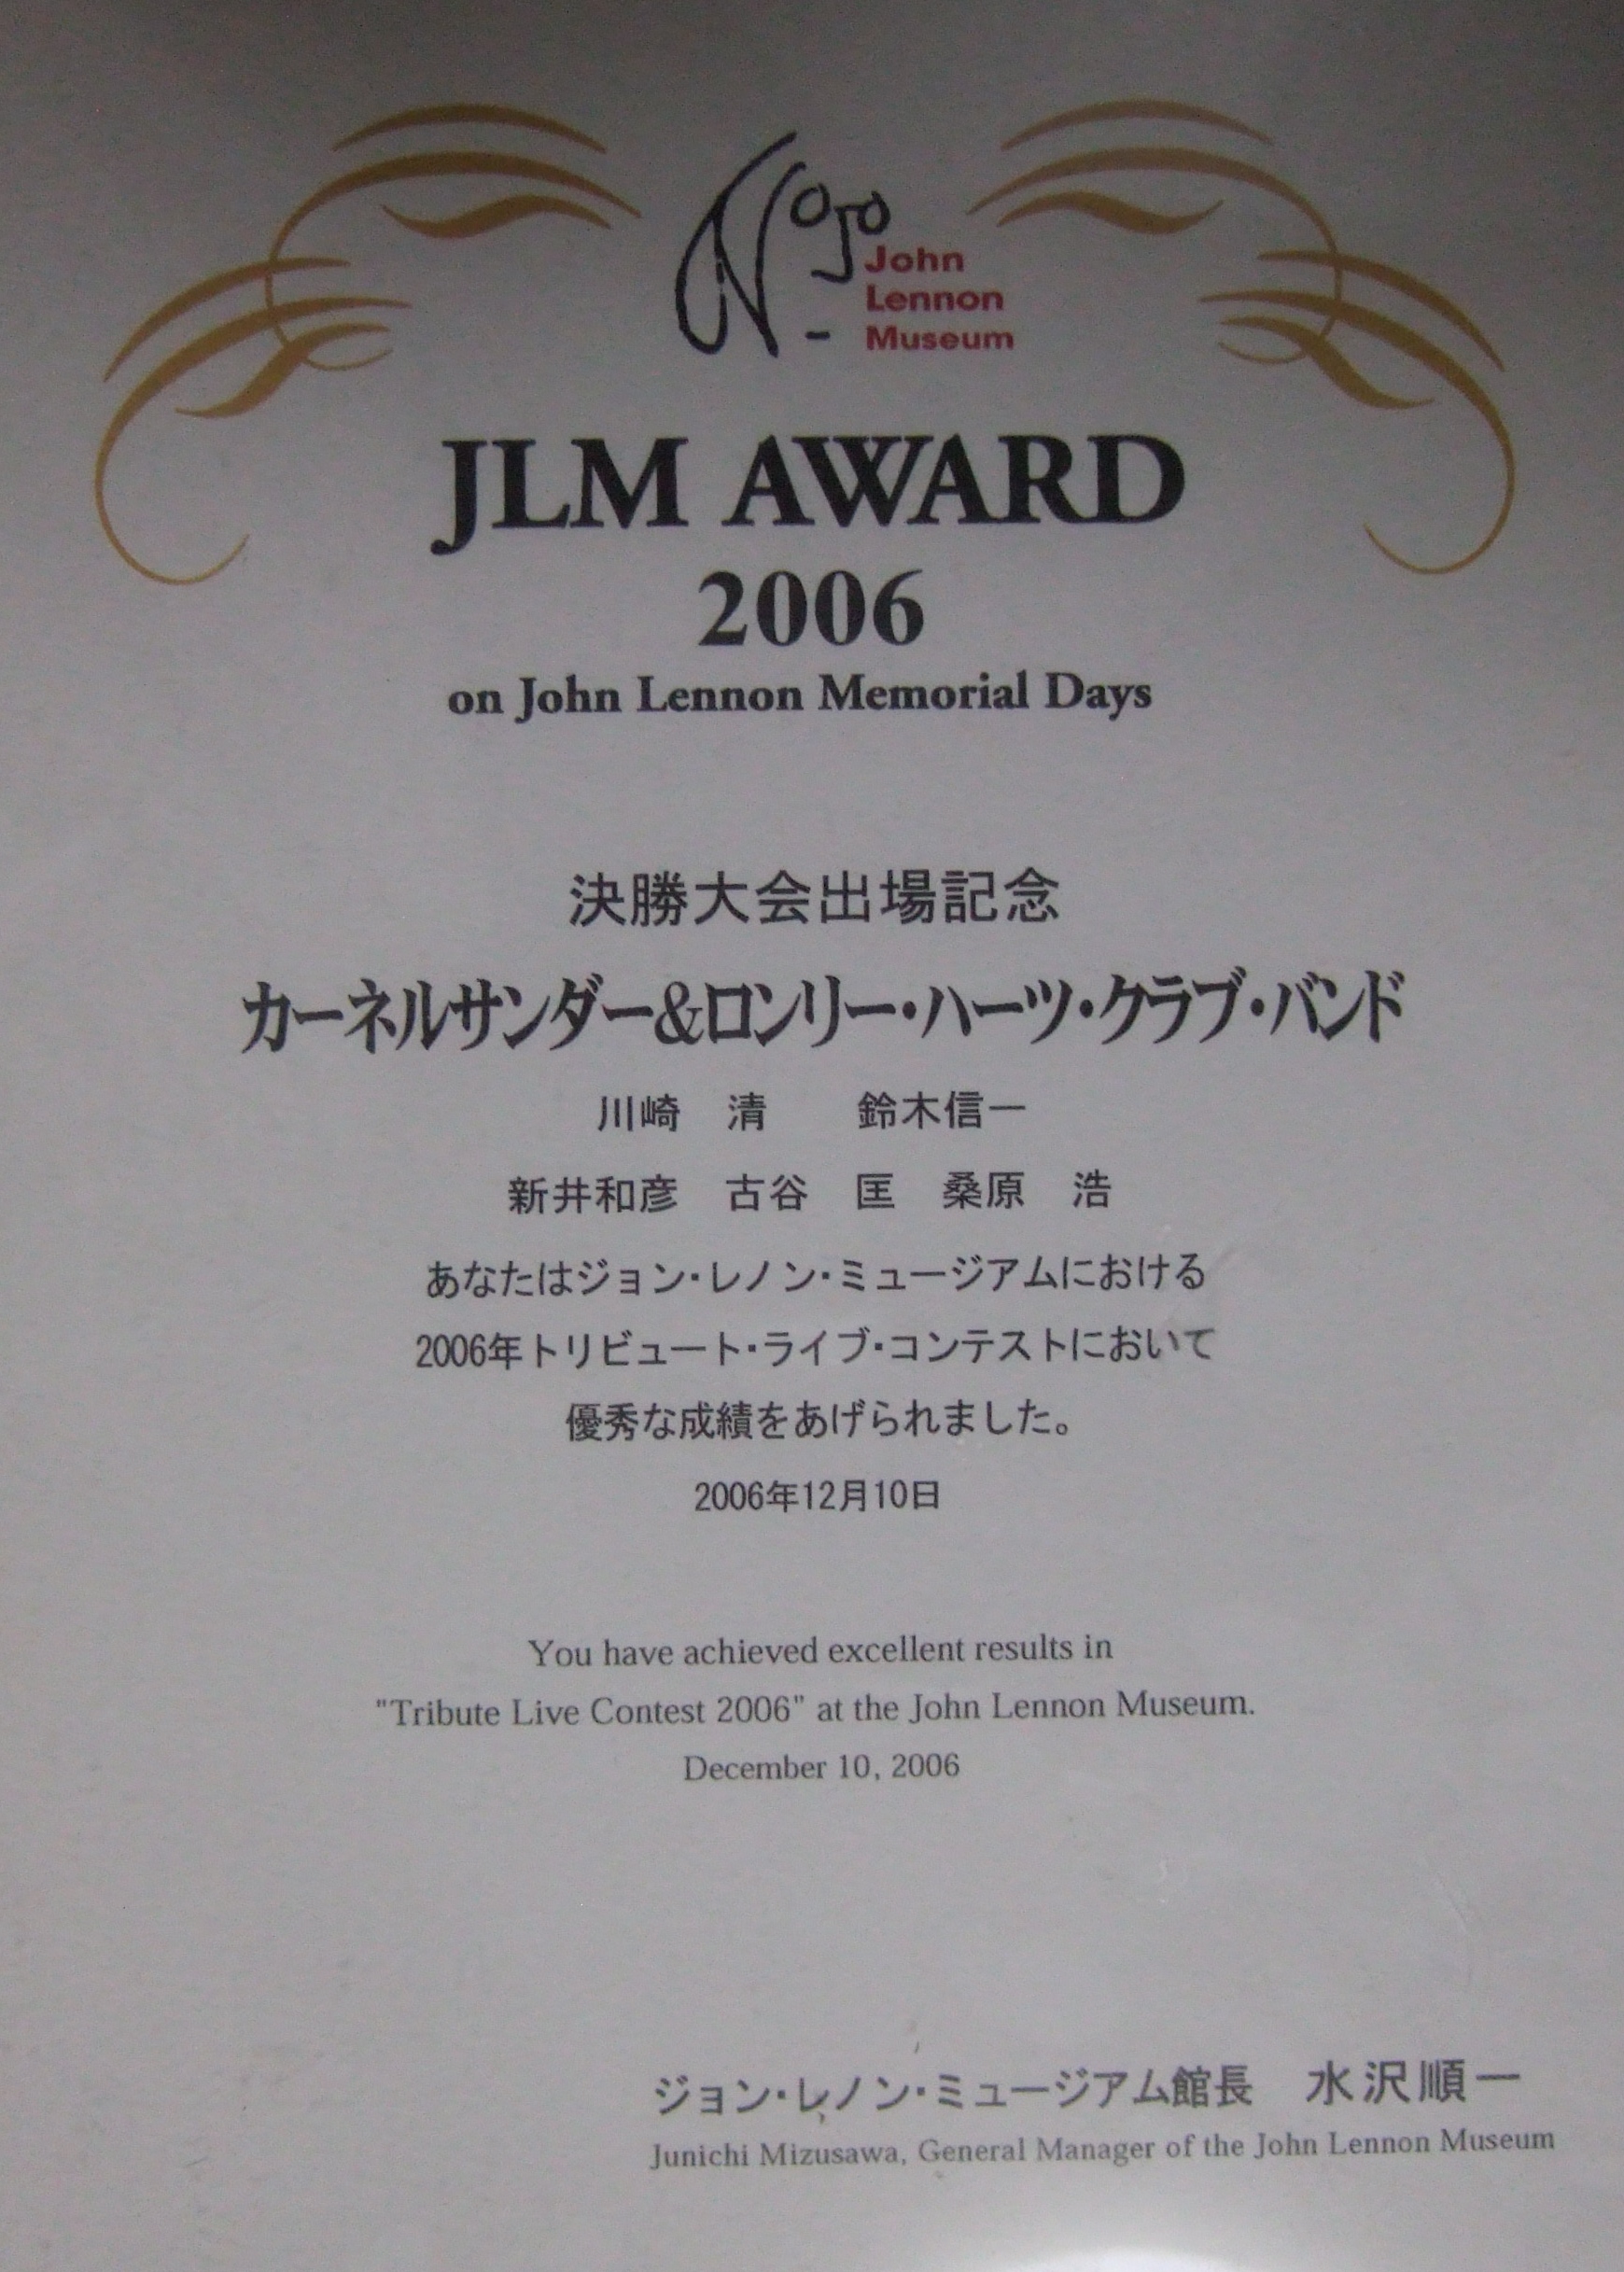 John
Lennon
Museum
JLM AWARD
2006
on John Lennon Memorial Days
決勝大会出場記念
カーネルサンダー&ロンリー・ハーツ・クラブ・バンド
川崎　清　　鈴木信一
新井和彦　古谷　匡　桑原　浩
あなたはジョン・レノン・ミュージアムにおける
2006年トリビュート・ライブ・コンテストにおいて
優秀な成績をあげられました。
2006年12月10日
You have achieved excellent results in
"Tribute Live Contest 2006" at the John Lennon Museum.
December 10, 2006
ジョン・レノン・ミュージアム館長　水沢順一
Junichi Mizusawa, General Manager of the John Lennon Museum